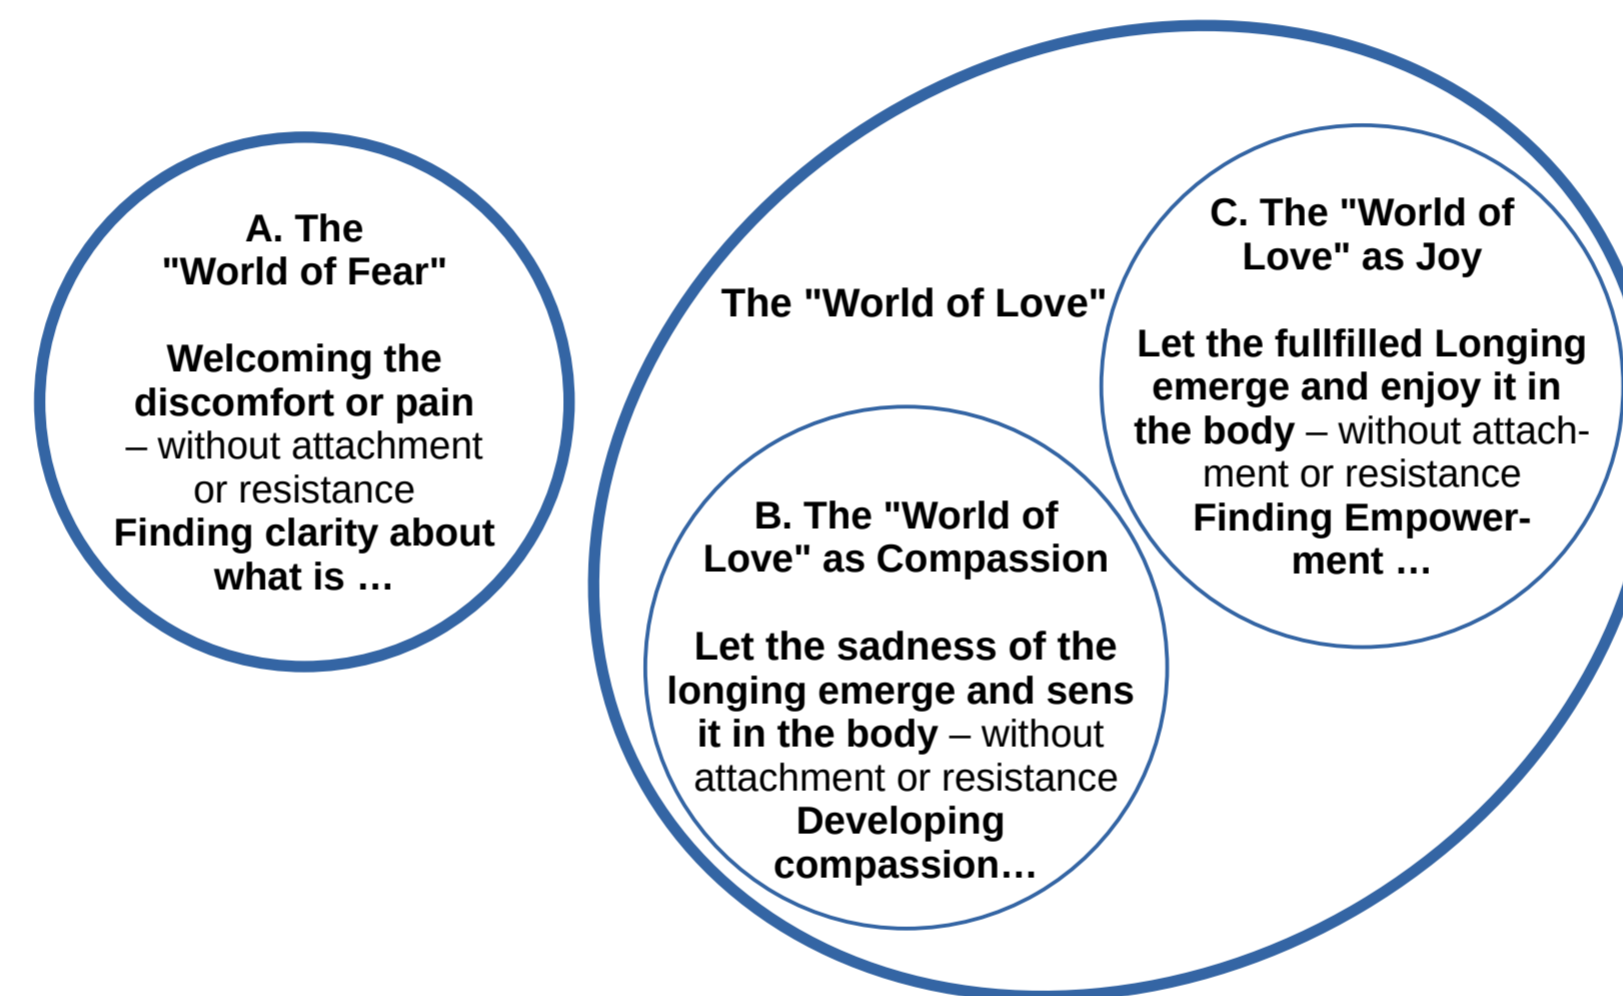 A. The
"World of Fear"
Welcoming the
discomfort or pain
– without attachment
or resistance
Finding clarity about
what is …
The "World of Love"
B. The "World of
Love" as Compassion
Let the sadness of the
longing emerge and sens
it in the body – without
attachment or resistance
Developing
compassion…
C. The "World of
Love" as Joy
Let the fullfilled Longing
emerge and enjoy it in
the body – without attach-
ment or resistance
Finding Empower-
ment …